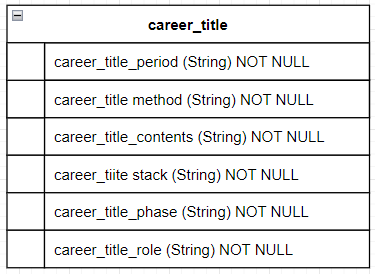 career_title
career_title_period (String) NOT NULL
career_title method (String) NOT NULL
career_title_contents (String) NOT NULL
career_tiite stack (String) NOT NULL
career_title_phase (String) NOT NULL
career_title_role (String) NOT NULL